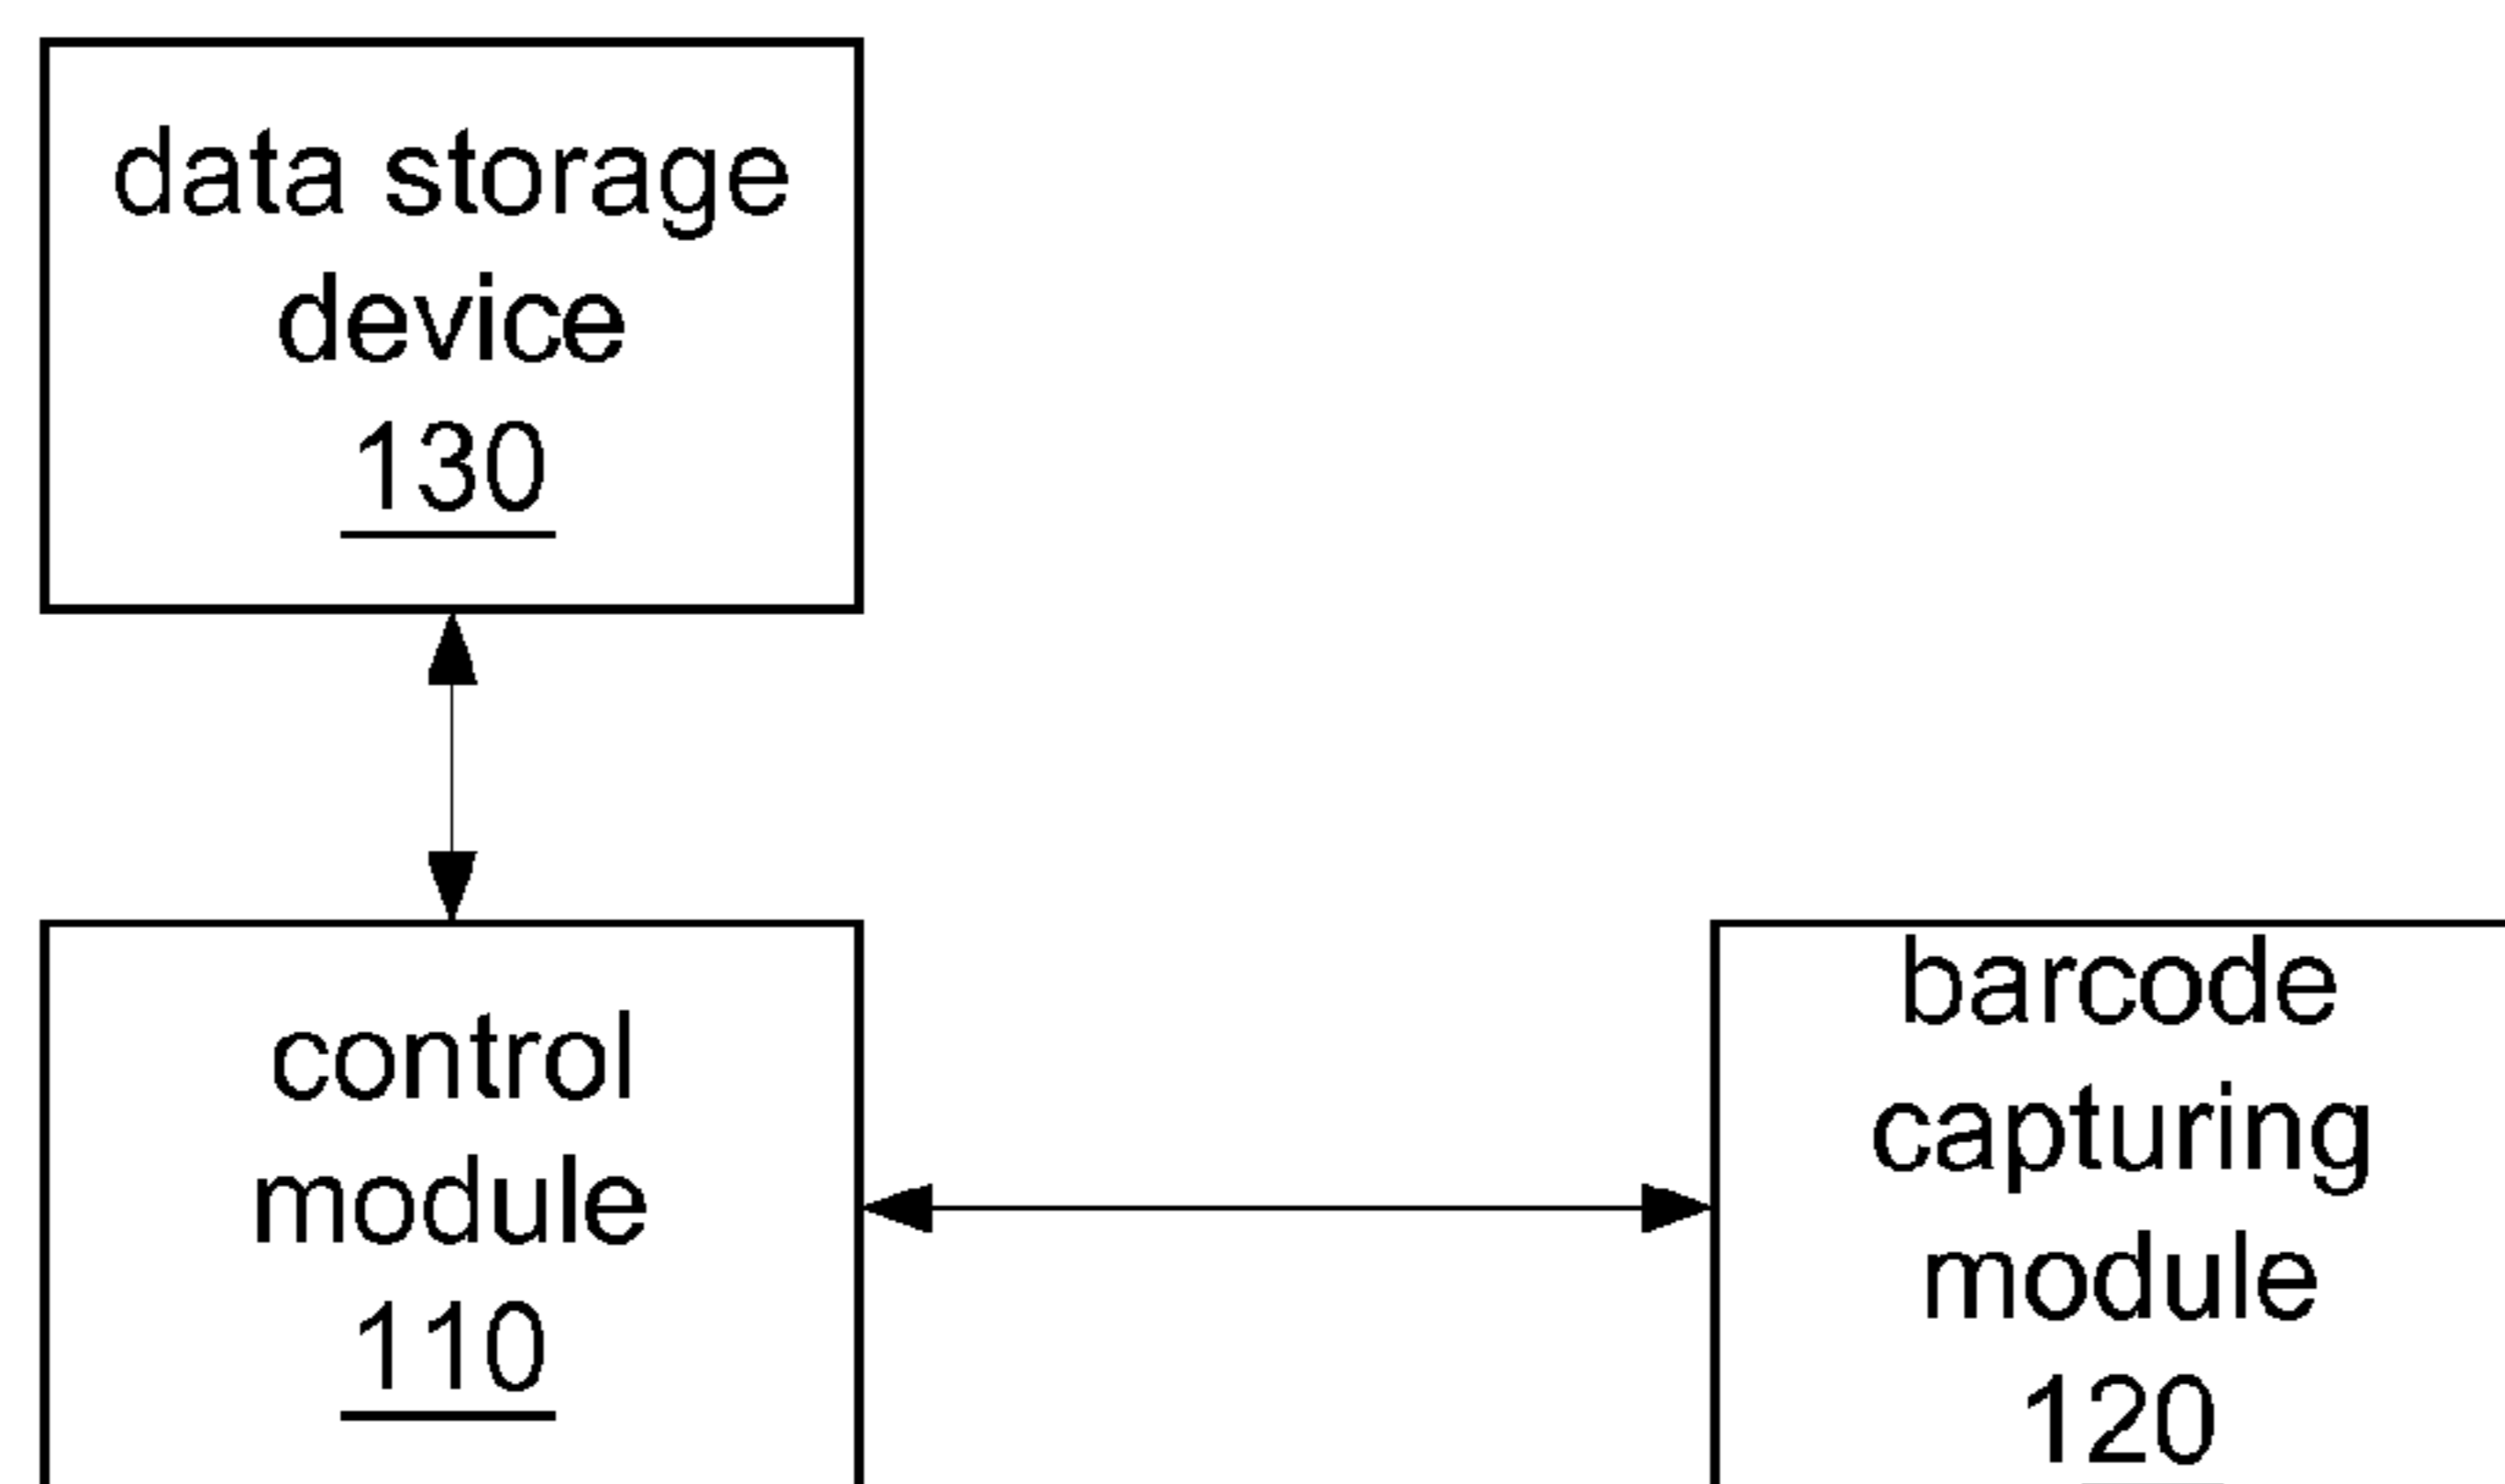 data storage
device
130
control
module
110
barcode
capturing
module
120